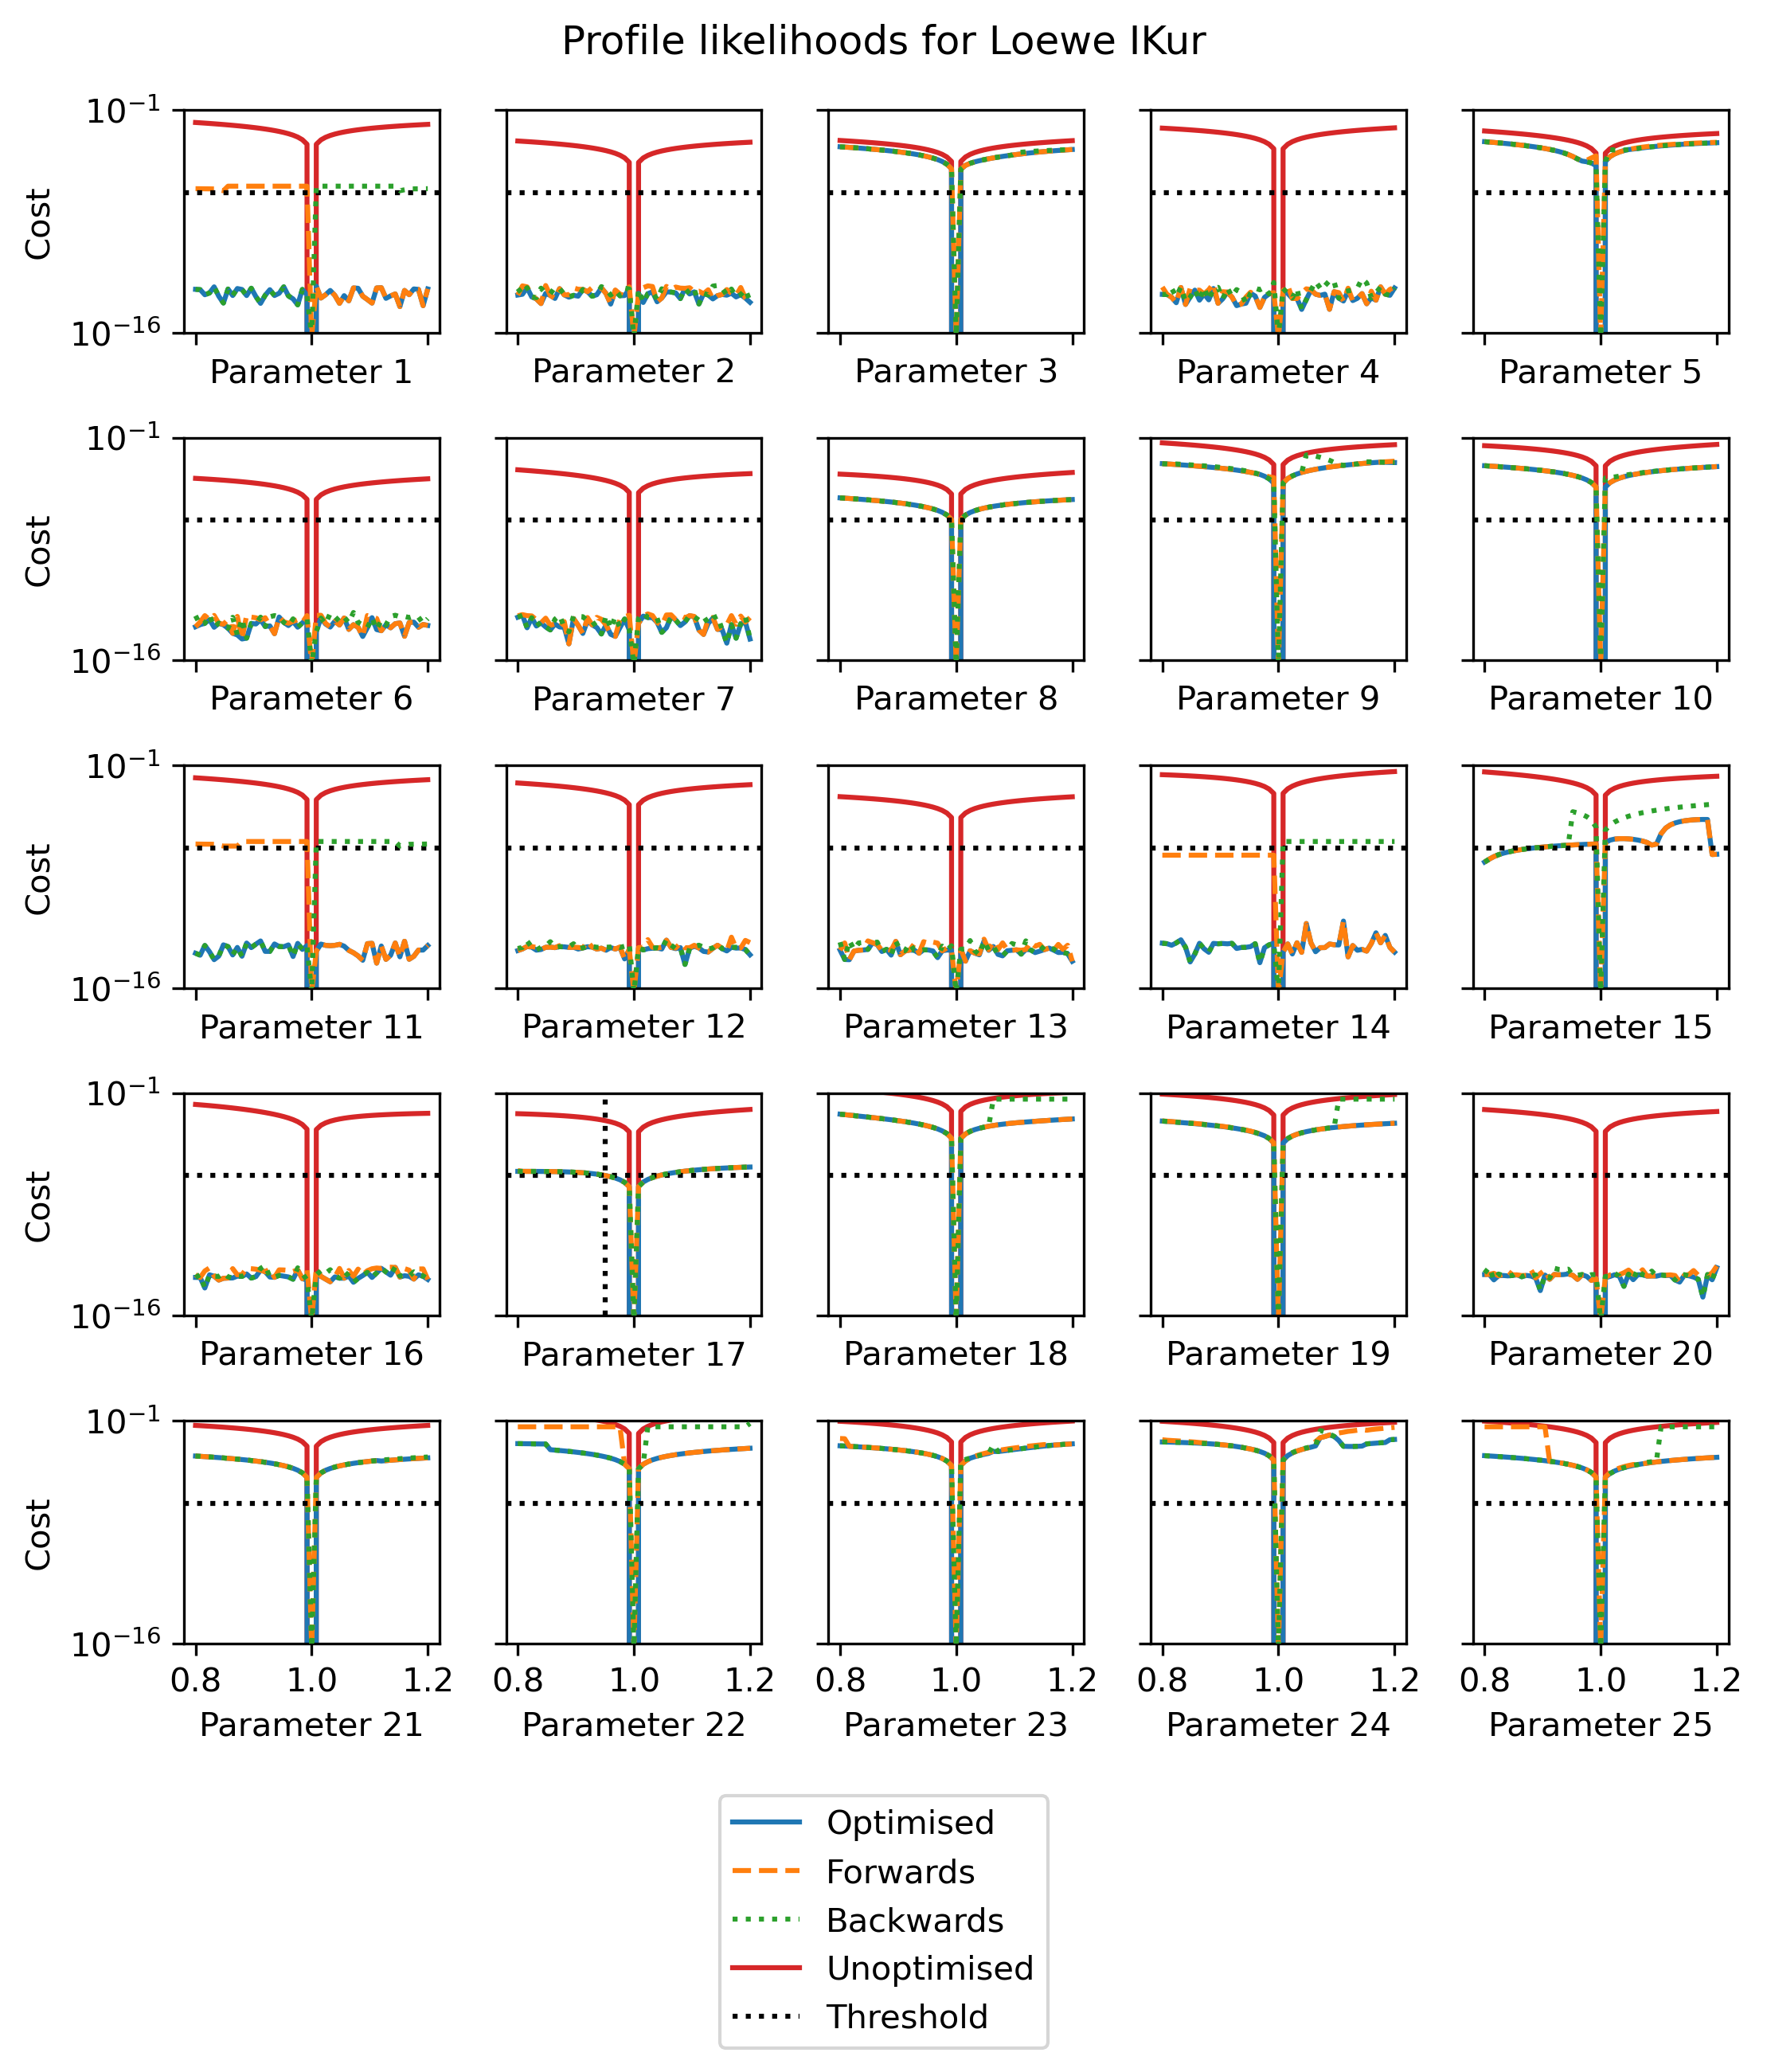 Profile likelihoods for Loewe IKur
10⁻¹
Cost
10⁻¹⁶
Parameter 1
Parameter 2
Parameter 3
Parameter 4
Parameter 5
10⁻¹
Cost
10⁻¹⁶
Parameter 6
Parameter 7
Parameter 8
Parameter 9
Parameter 10
10⁻¹
Cost
10⁻¹⁶
Parameter 11
Parameter 12
Parameter 13
Parameter 14
Parameter 15
10⁻¹
Cost
10⁻¹⁶
Parameter 16
Parameter 17
Parameter 18
Parameter 19
Parameter 20
10⁻¹
Cost
10⁻¹⁶
0.8 1.0 1.2
0.8 1.0 1.2
0.8 1.0 1.2
0.8 1.0 1.2
0.8 1.0 1.2
Parameter 21
Parameter 22
Parameter 23
Parameter 24
Parameter 25
Optimised
Forwards
Backwards
Unoptimised
Threshold